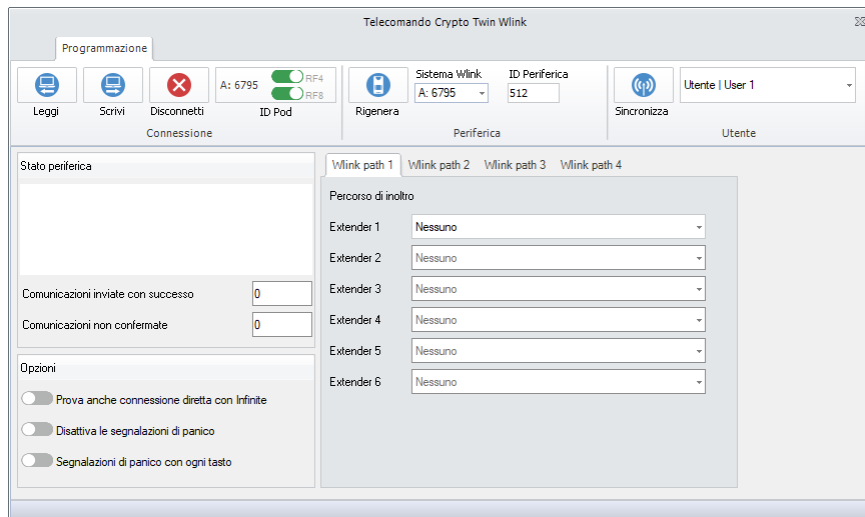 Telecomando Crypto Twin Wlink
Programmazione
Leggi
Scrivi
Disconnetti
A: 6795
RF4
RF8
ID Pod
Connessione
Rigenera
Sistema Wlink
A: 6795
ID Periferica
512
Periferica
Sincronizza
Utente | User 1
Utente
Stato periferica
Comunicazioni inviate con successo 0
Comunicazioni non confermate 0
Opzioni
Prova anche connessione diretta con Infinite
Disattiva le segnalazioni di panico
Segnalazioni di panico con ogni tasto
Wlink path 1 Wlink path 2 Wlink path 3 Wlink path 4
Percorso di inoltro
Extender 1 Nessuno
Extender 2 Nessuno
Extender 3 Nessuno
Extender 4 Nessuno
Extender 5 Nessuno
Extender 6 Nessuno